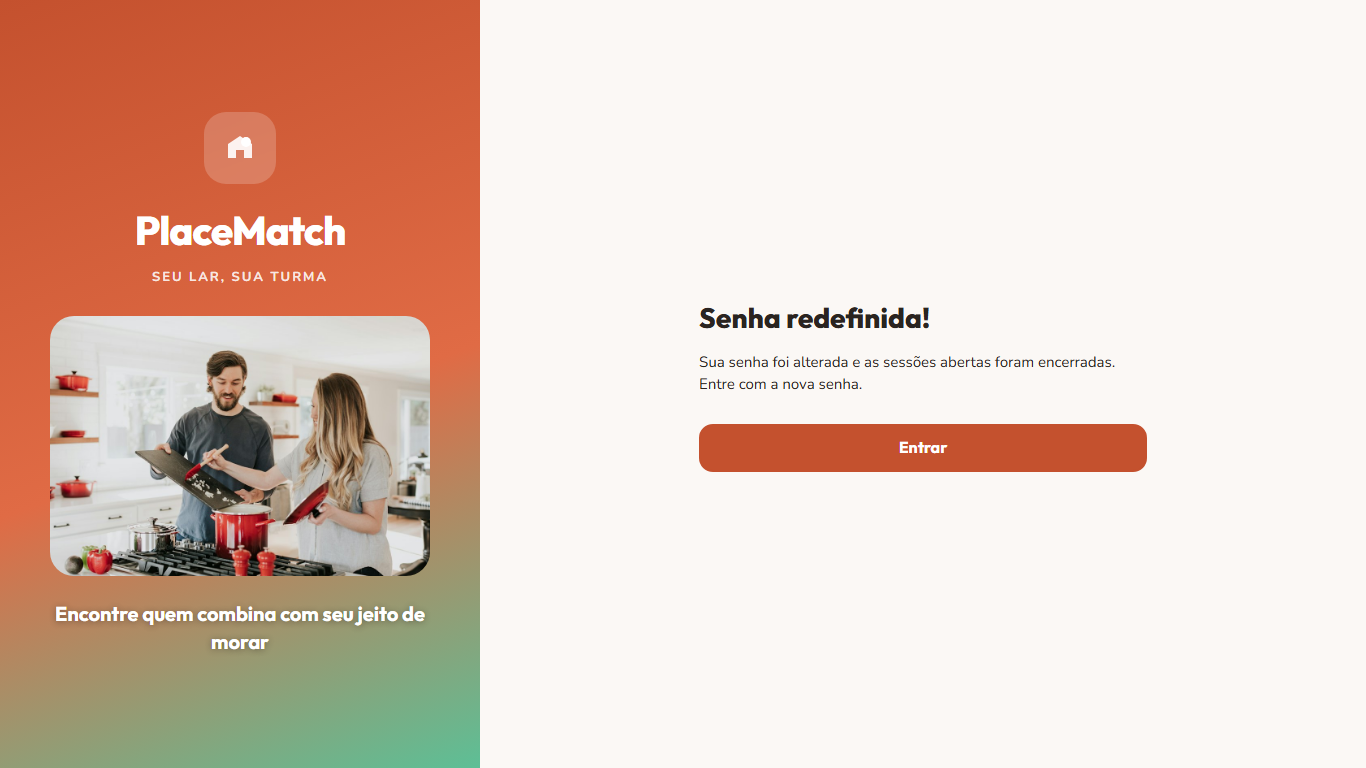 PlaceMatch
SEU LAR, SUA TURMA
Encontre quem combina com seu jeito de
morar
Senha redefinida!
Sua senha foi alterada e as sessões abertas foram encerradas.
Entre com a nova senha.
Entrar